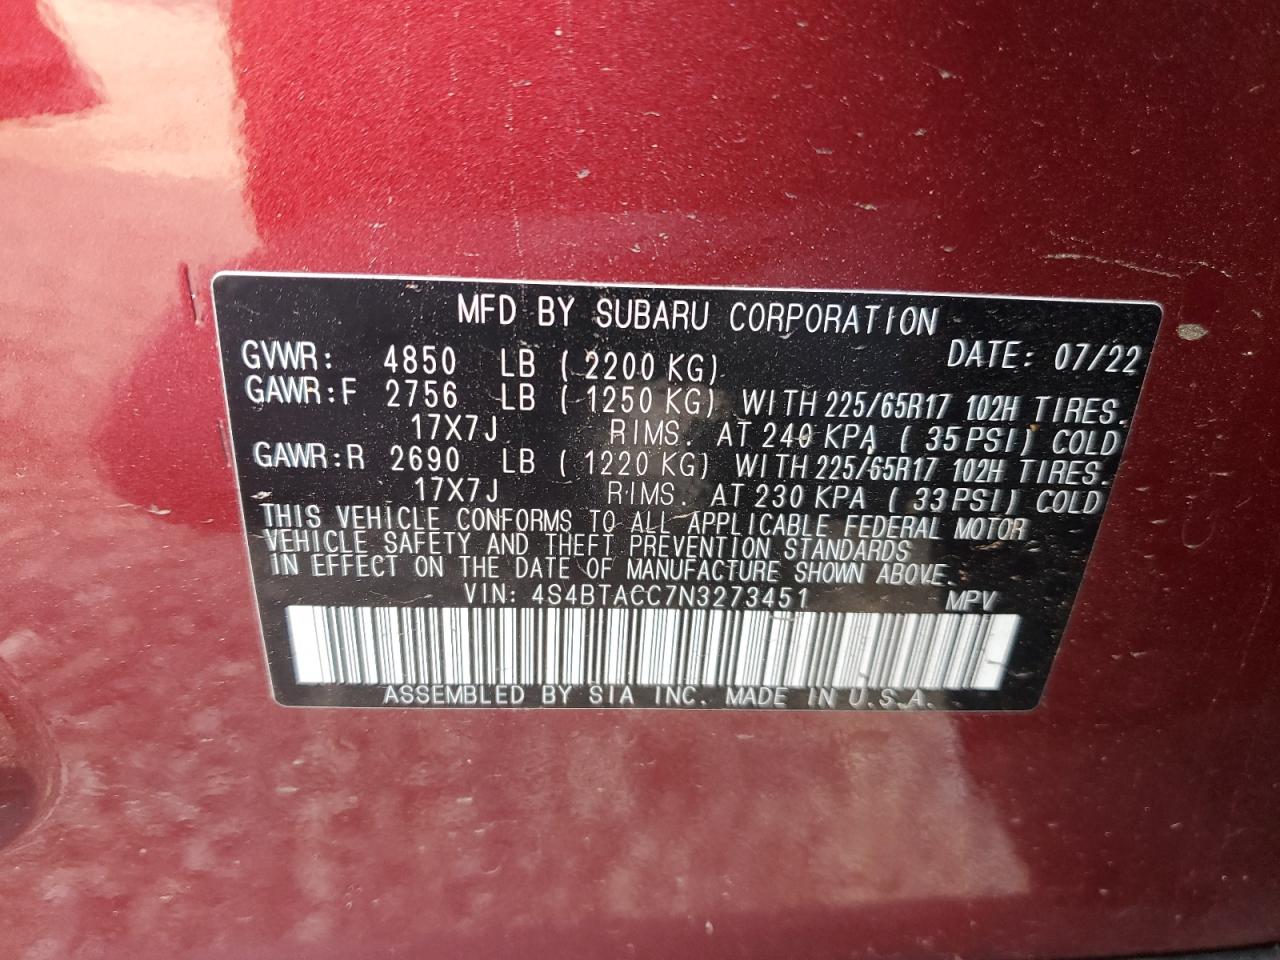 MFD BY SUBARU CORPORATION
GVWR: 4850 LB (2200 KG) DATE: 07/22
GAWR:F 2756 LB (1250 KG) WITH 225/65R17 102H TIRES.
17X7J RIMS. AT 240 KPA (35 PSI) COLD
GAWR:R 2690 LB (1220 KG) WITH 225/65R17 102H TIRES.
17X7J RIMS. AT 230 KPA (33 PSI) COLD
THIS VEHICLE CONFORMS TO ALL APPLICABLE FEDERAL MOTOR
VEHICLE SAFETY AND THEFT PREVENTION STANDARDS
IN EFFECT ON THE DATE OF MANUFACTURE SHOWN ABOVE.
VIN: 4S4BTACC7N3273451 MPV
ASSEMBLED BY SIA INC. MADE IN U.S.A.